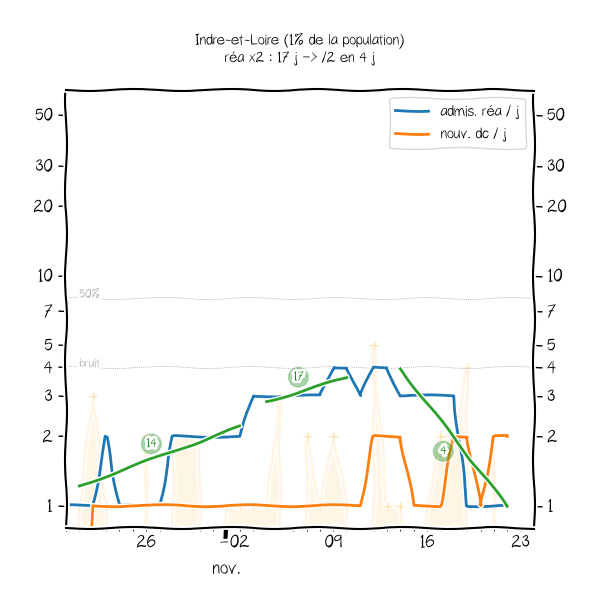 Indre-et-Loire (1% de la population)
réa x2 : 17 j -> /2 en 4 j
admis. réa / j
nouv. dc / j
50 50
30 30
20 20
10 10
50%
7 7
5 5
4 bruit 4
17
3 3
14
2 2
4
1 1
26 02 09 16 23
nov.